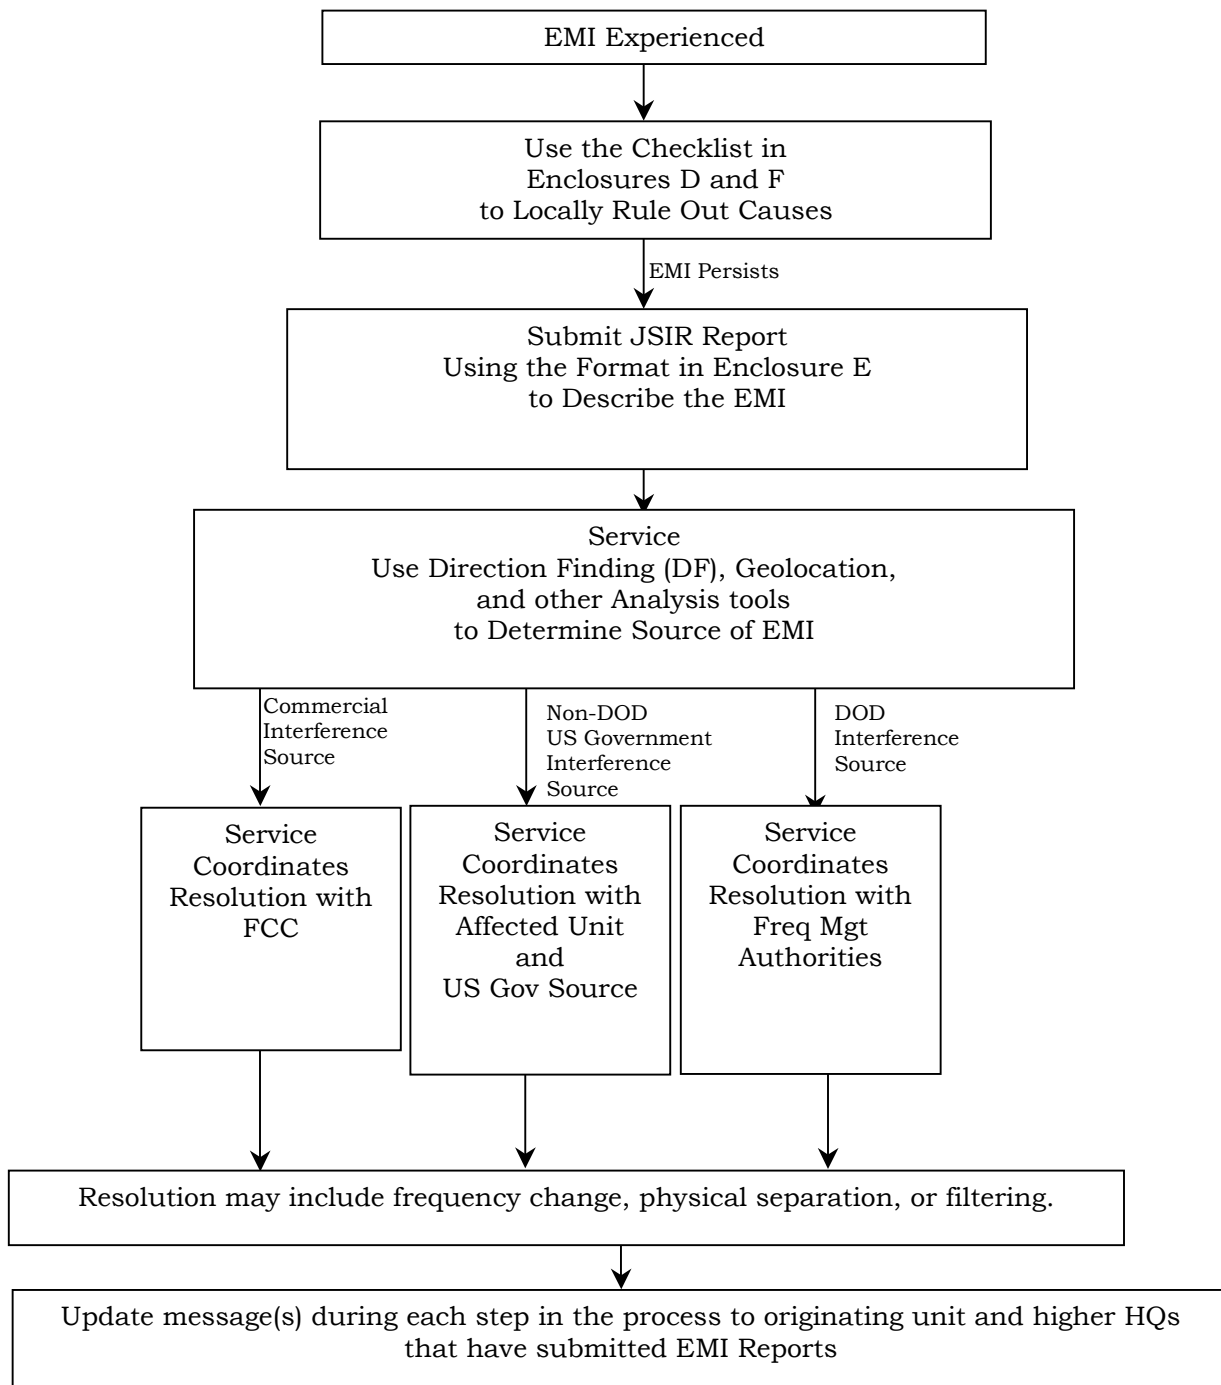 EMI Experienced
Use the Checklist in
Enclosures D and F
to Locally Rule Out Causes
EMI Persists
Submit JSIR Report
Using the Format in Enclosure E
to Describe the EMI
Service
Use Direction Finding (DF), Geolocation,
and other Analysis tools
to Determine Source of EMI
Commercial
Interference
Source
Non-DOD
US Government
Interference
Source
DOD
Interference
Source
Service
Coordinates
Resolution with
FCC
Service
Coordinates
Resolution with
Affected Unit
and
US Gov Source
Service
Coordinates
Resolution with
Freq Mgt
Authorities
Resolution may include frequency change, physical separation, or filtering.
Update message(s) during each step in the process to originating unit and higher HQs
that have submitted EMI Reports